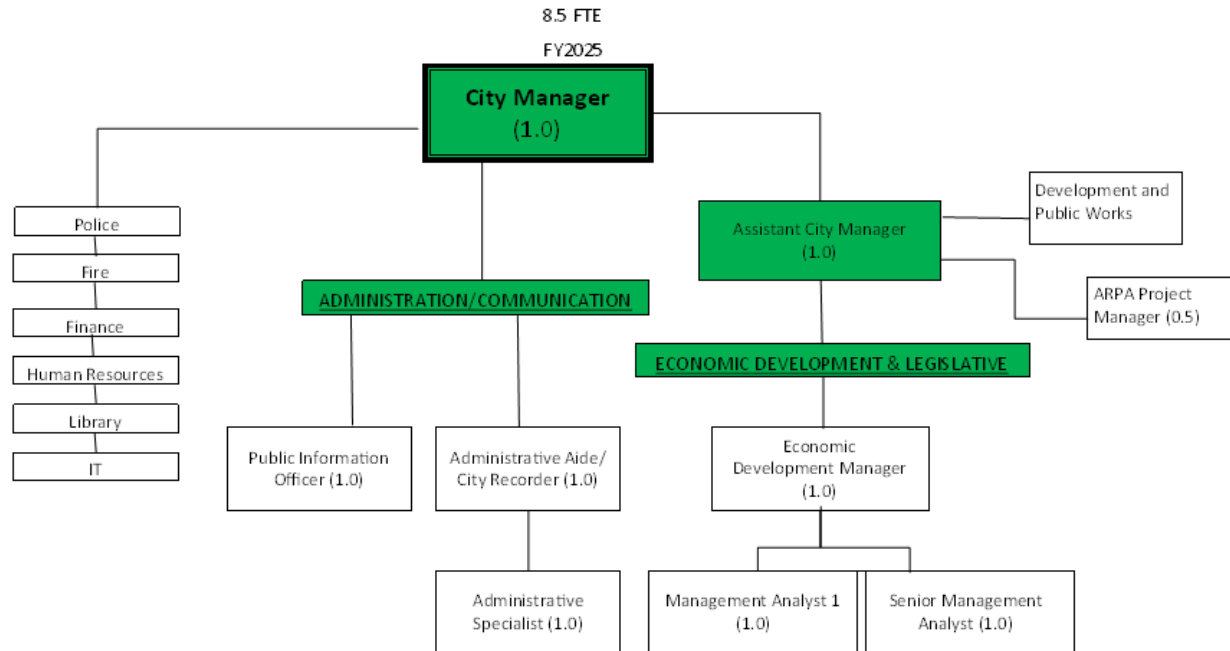 8.5 FTE
FY2025
City Manager
(1.0)
Police
Fire
Finance
Human Resources
Library
IT
ADMINISTRATION/COMMUNICATION
Public Information
Officer (1.0)
Administrative Aide/
City Recorder (1.0)
Administrative
Specialist (1.0)
Assistant City Manager
(1.0)
Development and
Public Works
ARPA Project
Manager (0.5)
ECONOMIC DEVELOPMENT & LEGISLATIVE
Economic
Development Manager
(1.0)
Management Analyst 1
(1.0)
Senior Management
Analyst (1.0)